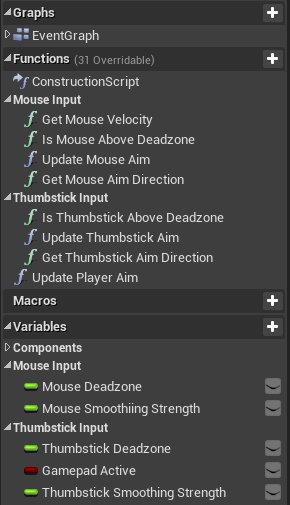 Graphs
EventGraph
Functions (31 Overridable)
ConstructionScript
Mouse Input
Get Mouse Velocity
Is Mouse Above Deadzone
Update Mouse Aim
Get Mouse Aim Direction
Thumbstick Input
Is Thumbstick Above Deadzone
Update Thumbstick Aim
Get Thumbstick Aim Direction
Update Player Aim
Macros
Variables
Components
Mouse Input
Mouse Deadzone
Mouse Smoothiing Strength
Thumbstick Input
Thumbstick Deadzone
Gamepad Active
Thumbstick Smoothing Strength